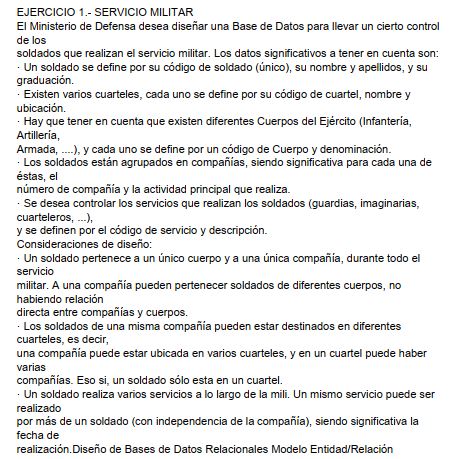 EJERCICIO 1.- SERVICIO MILITAR
El Ministerio de Defensa desea diseñar una Base de Datos para llevar un cierto control
de los
soldados que realizan el servicio militar. Los datos significativos a tener en cuenta son:
· Un soldado se define por su código de soldado (único), su nombre y apellidos, y su
graduación.
· Existen varios cuarteles, cada uno se define por su código de cuartel, nombre y
ubicación.
· Hay que tener en cuenta que existen diferentes Cuerpos del Ejército (Infantería,
Artillería,
Armada, ....), y cada uno se define por un código de Cuerpo y denominación.
· Los soldados están agrupados en compañías, siendo significativa para cada una de
éstas, el
número de compañía y la actividad principal que realiza.
· Se desea controlar los servicios que realizan los soldados (guardias, imaginarias,
cuarteleros, ...),
y se definen por el código de servicio y descripción.
Consideraciones de diseño:
· Un soldado pertenece a un único cuerpo y a una única compañía, durante todo el
servicio
militar. A una compañía pueden pertenecer soldados de diferentes cuerpos, no
habiendo relación
directa entre compañías y cuerpos.
· Los soldados de una misma compañía pueden estar destinados en diferentes
cuarteles, es decir,
una compañía puede estar ubicada en varios cuarteles, y en un cuartel puede haber
varias
compañías. Eso si, un soldado sólo esta en un cuartel.
· Un soldado realiza varios servicios a lo largo de la mili. Un mismo servicio puede ser
realizado
por más de un soldado (con independencia de la compañía), siendo significativa la
fecha de
realización.Diseño de Bases de Datos Relacionales Modelo Entidad/Relación